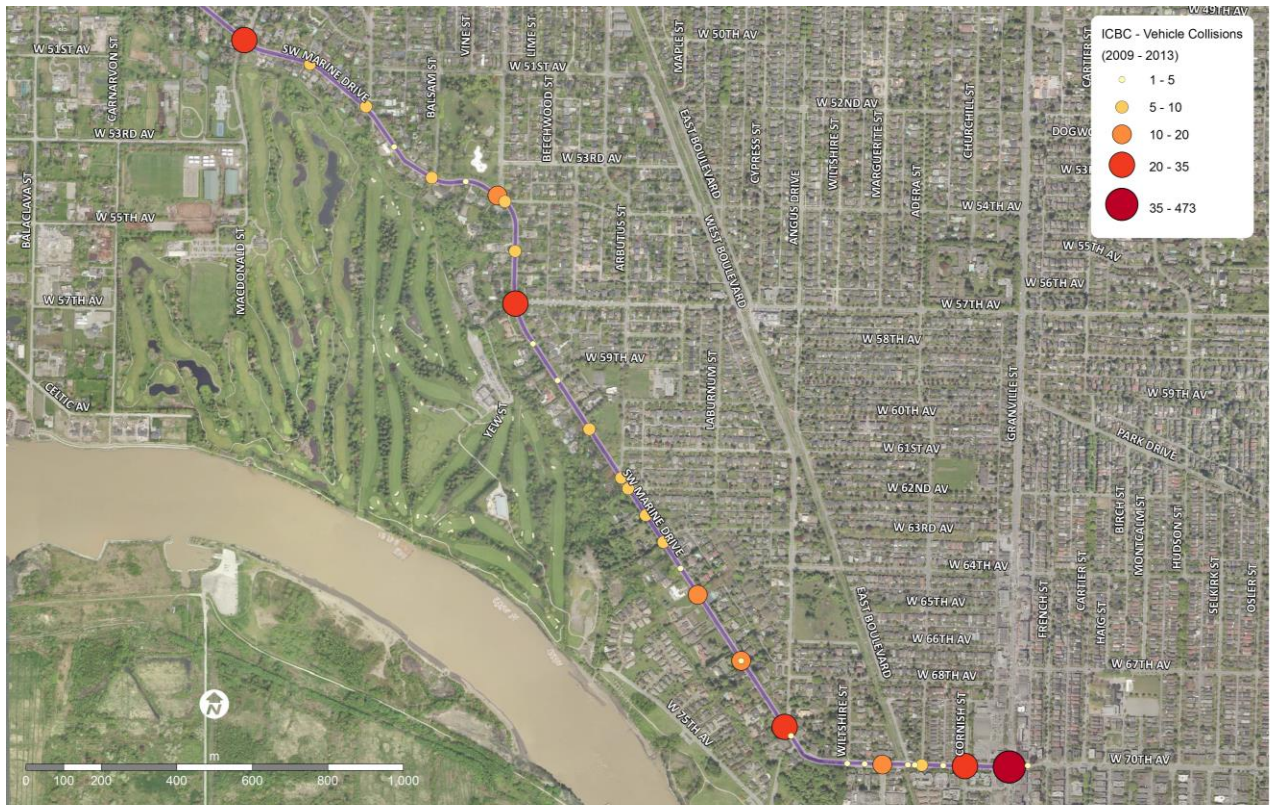 W 49TH AV
CARTIER ST
ICBC - Vehicle Collisions
(2009 - 2013)
1 - 5
5 - 10
10 - 20
20 - 35
35 - 473
W 51ST AV
CARNARVON ST
SW MARINE DRIVE
VINE ST
LIME ST
MAPLE ST
W 50TH AV
W 51ST AV
BALSAM ST
BEECHWOOD ST
W 52ND AV
CHURCHILL ST
EAST BOULEVARD
CYPRESS ST
WILTSHIRE ST
MARGUERITE ST
W 53RD AV
W 53RD AV
ADERA ST
W 54TH AV
BALACLAVA ST
W 55TH AV
MACDONALD ST
ARBUTUS ST
WEST BOULEVARD
ANGUS DRIVE
W 55TH AV
W 56TH AV
W 57TH AV
W 57TH AV
W 58TH AV
W 59TH AV
LABURNUM ST
GRANVILLE ST
W 59TH AV
CELTIC AV
YEW ST
W 60TH AV
PARK DRIVE
W 61ST AV
SW MARINE DRIVE
W 62ND AV
W 63RD AV
BIRCH ST
MONTCALM ST
HUDSON ST
W 64TH AV
CARTIER ST
SELKIRK ST
OSLER ST
EAST BOULEVARD
W 65TH AV
FRENCH ST
HAIG ST
W 66TH AV
W 67TH AV
W 68TH AV
N
W 75TH AV
WILTSHIRE ST
CORNISH ST
W 70TH AV
m
0 100 200 400 600 800 1,000